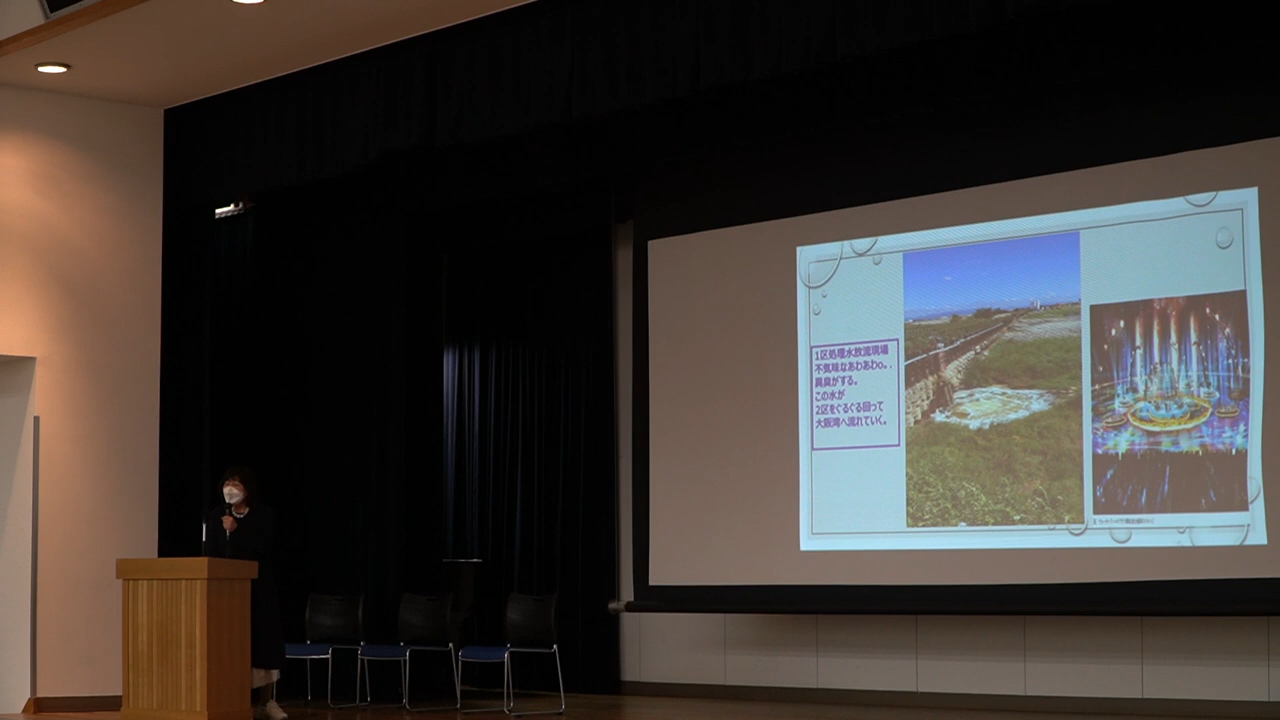 1区処理水放流現場
不気味なあわあわo。.
異臭がする。
この水が
2区をぐるぐる回って
大阪湾へ流れていく。